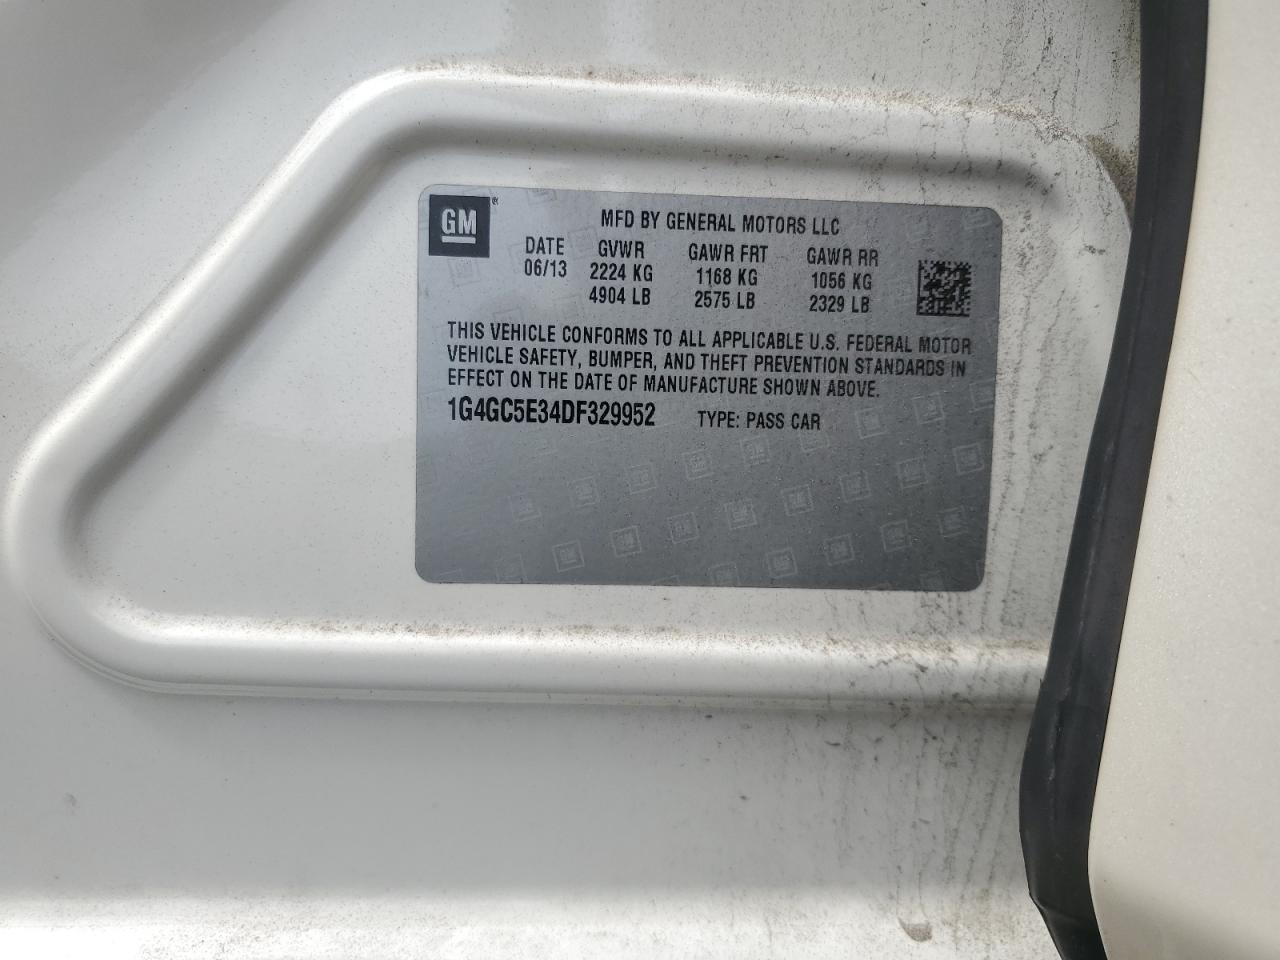 GM ®
MFD BY GENERAL MOTORS LLC
DATE GVWR GAWR FRT GAWR RR
06/13 2224 KG 1168 KG 1056 KG
4904 LB 2575 LB 2329 LB
THIS VEHICLE CONFORMS TO ALL APPLICABLE U.S. FEDERAL MOTOR
VEHICLE SAFETY, BUMPER, AND THEFT PREVENTION STANDARDS IN
EFFECT ON THE DATE OF MANUFACTURE SHOWN ABOVE.
1G4GC5E34DF329952 TYPE: PASS CAR